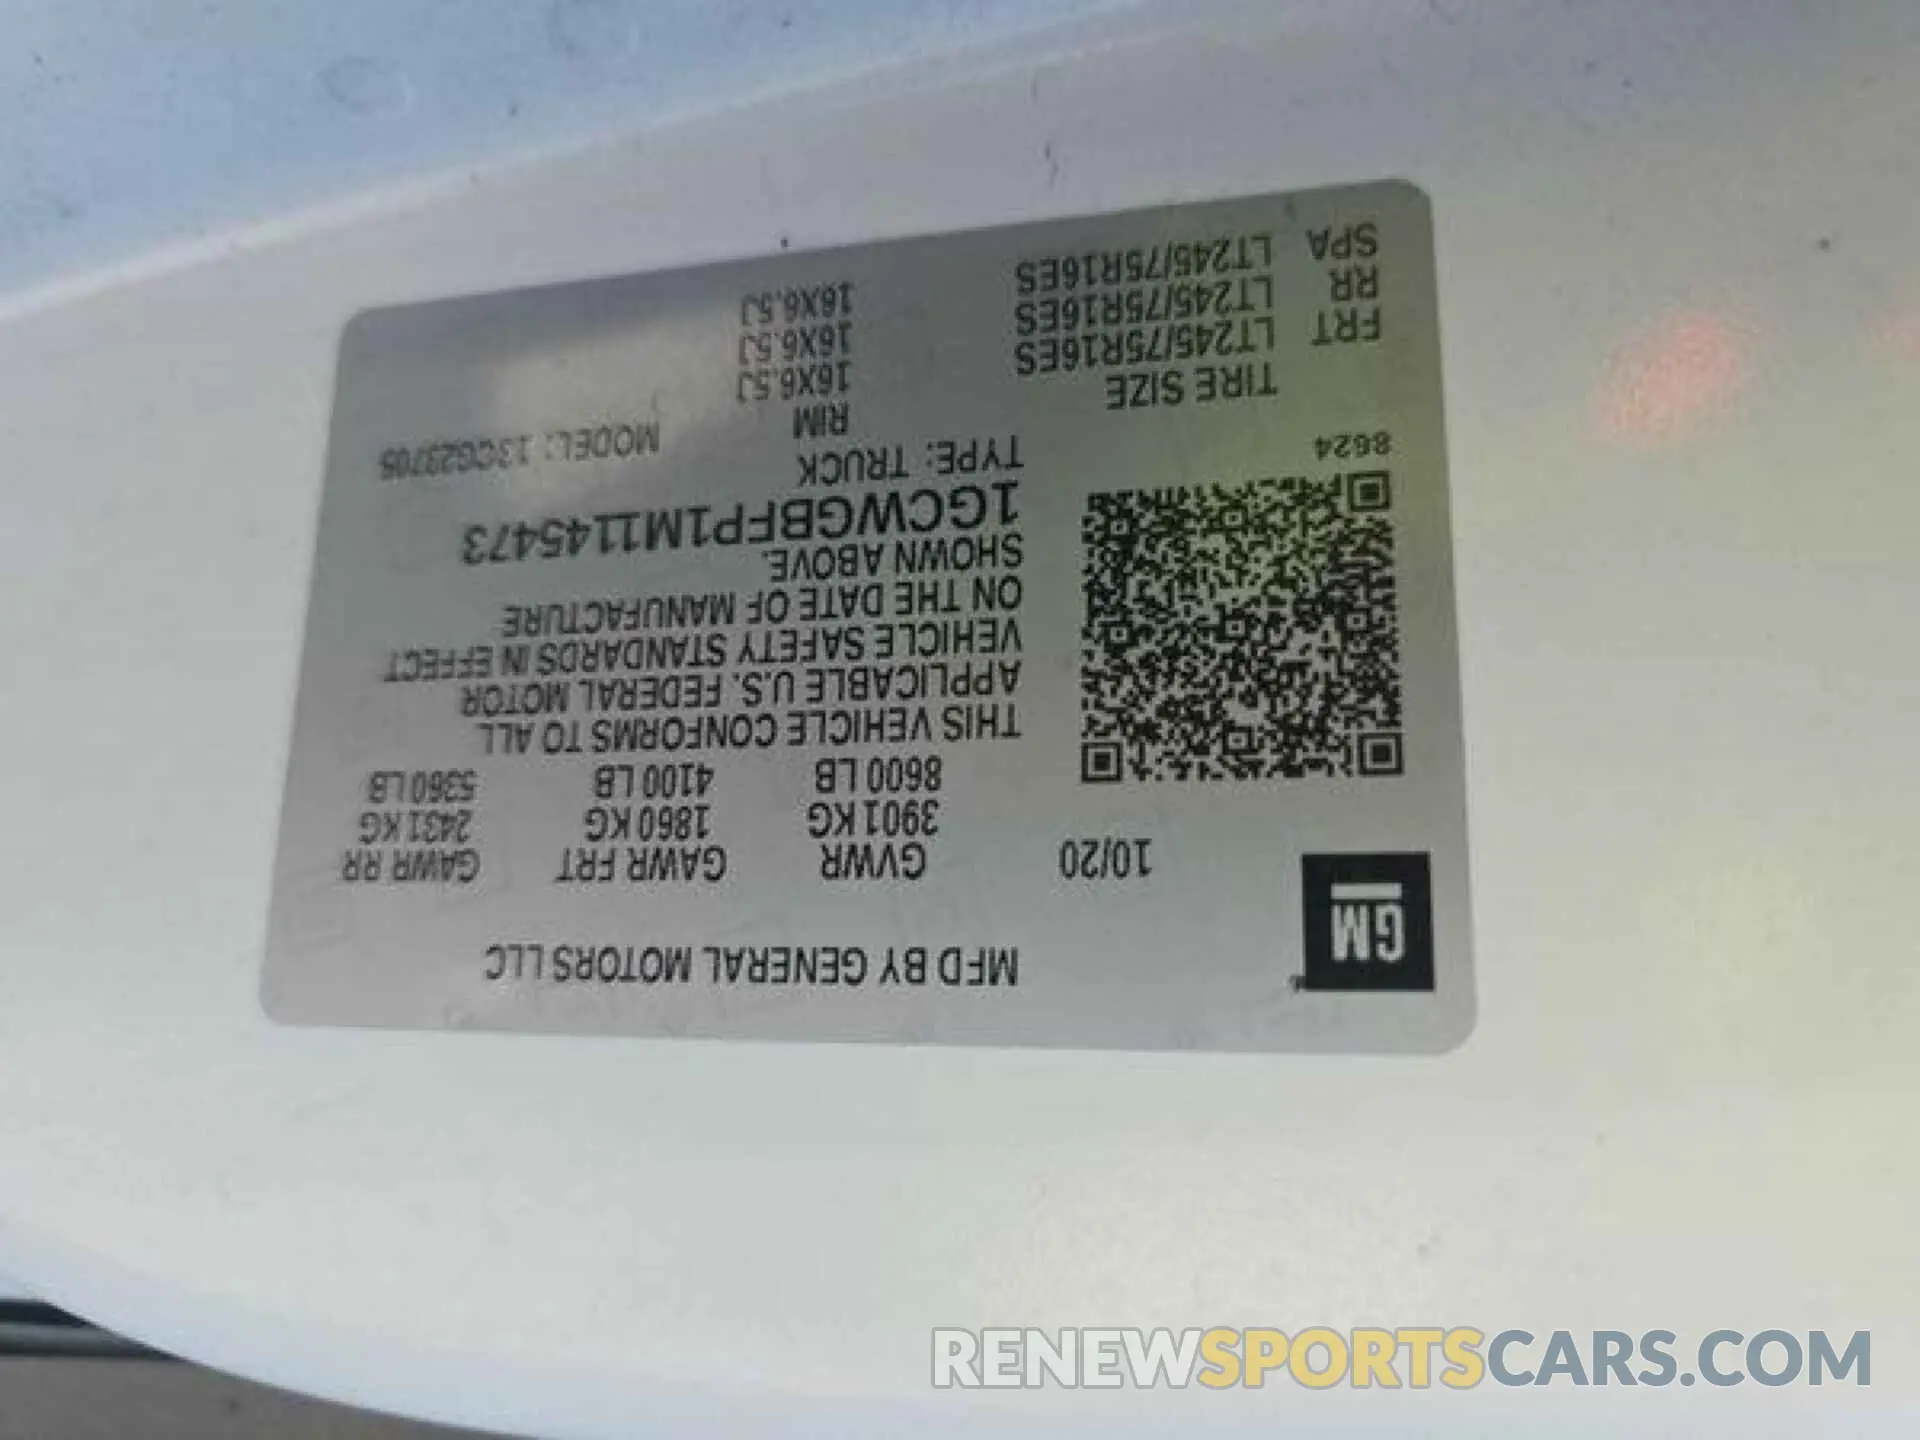 GM
MFD BY GENERAL MOTORS LLC
10/20 GVWR GAWR FRT GAWR RR
3901 KG 1860 KG 2431 KG
8600 LB 4100 LB 5360 LB
THIS VEHICLE CONFORMS TO ALL
APPLICABLE U.S. FEDERAL MOTOR
VEHICLE SAFETY STANDARDS IN EFFECT
ON THE DATE OF MANUFACTURE
SHOWN ABOVE.
1GCWGBFP1M1145473
TYPE: TRUCK MODEL: 13CG23705
8624
TIRE SIZE RIM
FRT LT245/75R16ES 16X6.5J
RR LT245/75R16ES 16X6.5J
SPA LT245/75R16ES 16X6.5J
RENEWSPORTSCARS.COM